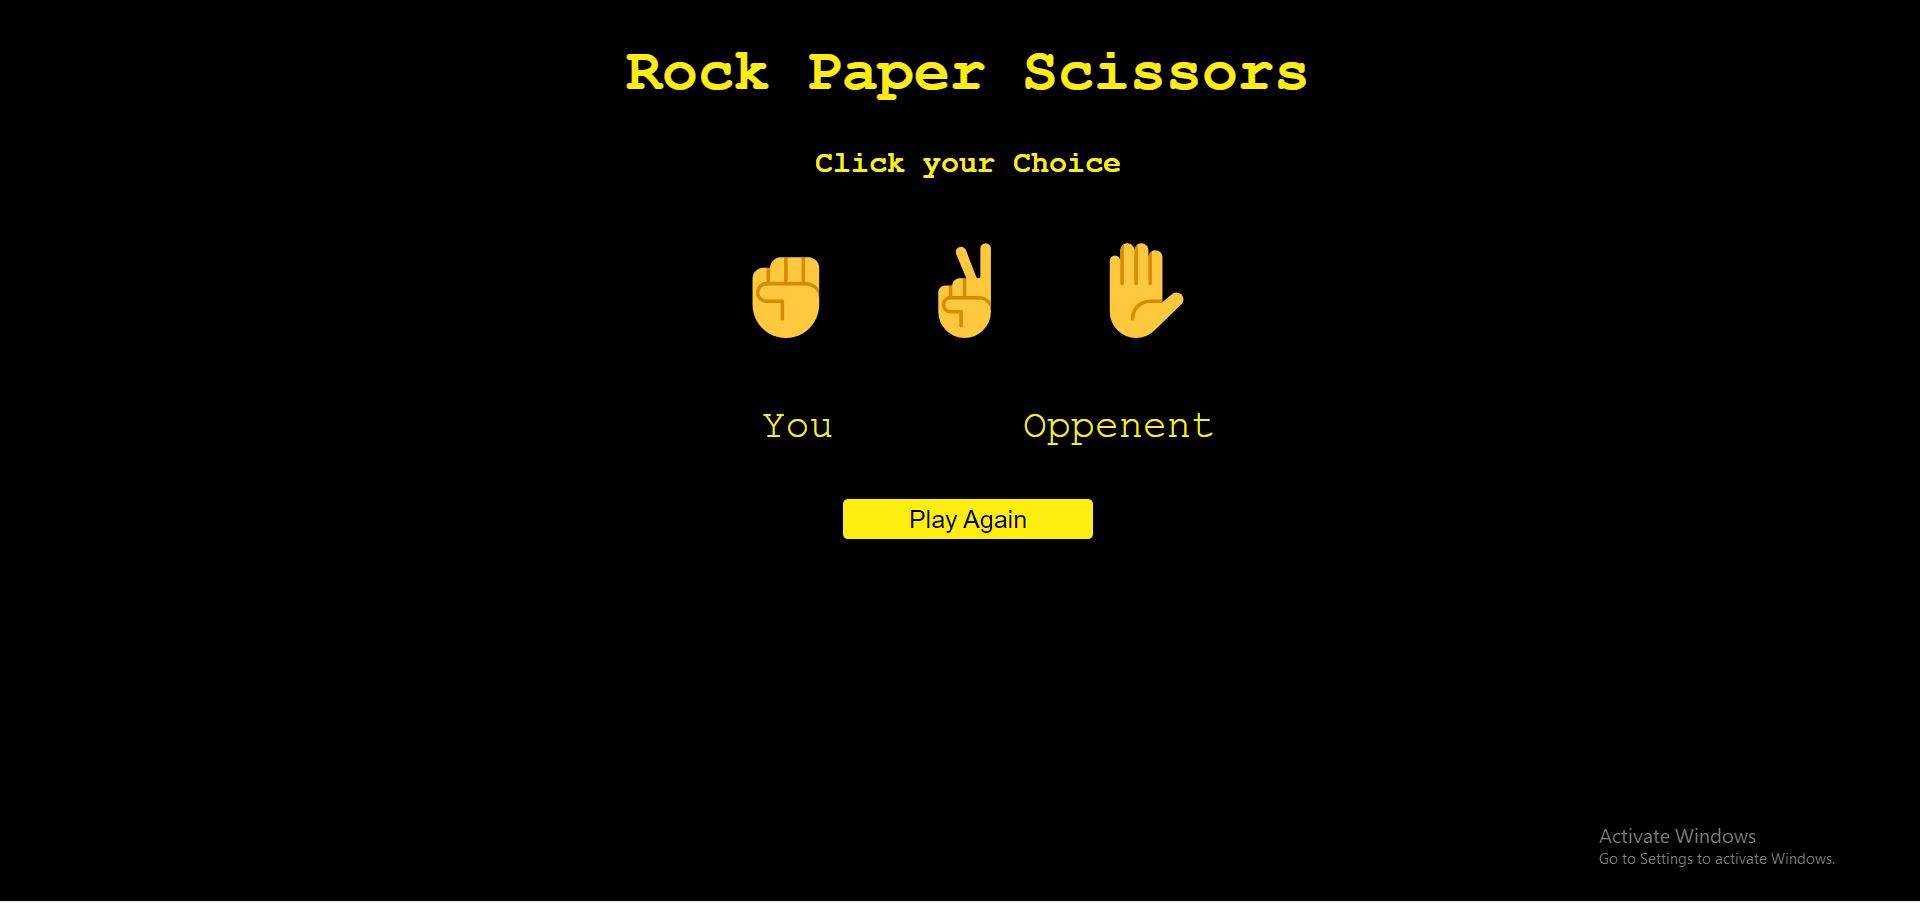 Rock Paper Scissors
Click your Choice
You Oppenent
Play Again
Activate Windows
Go to Settings to activate Windows.